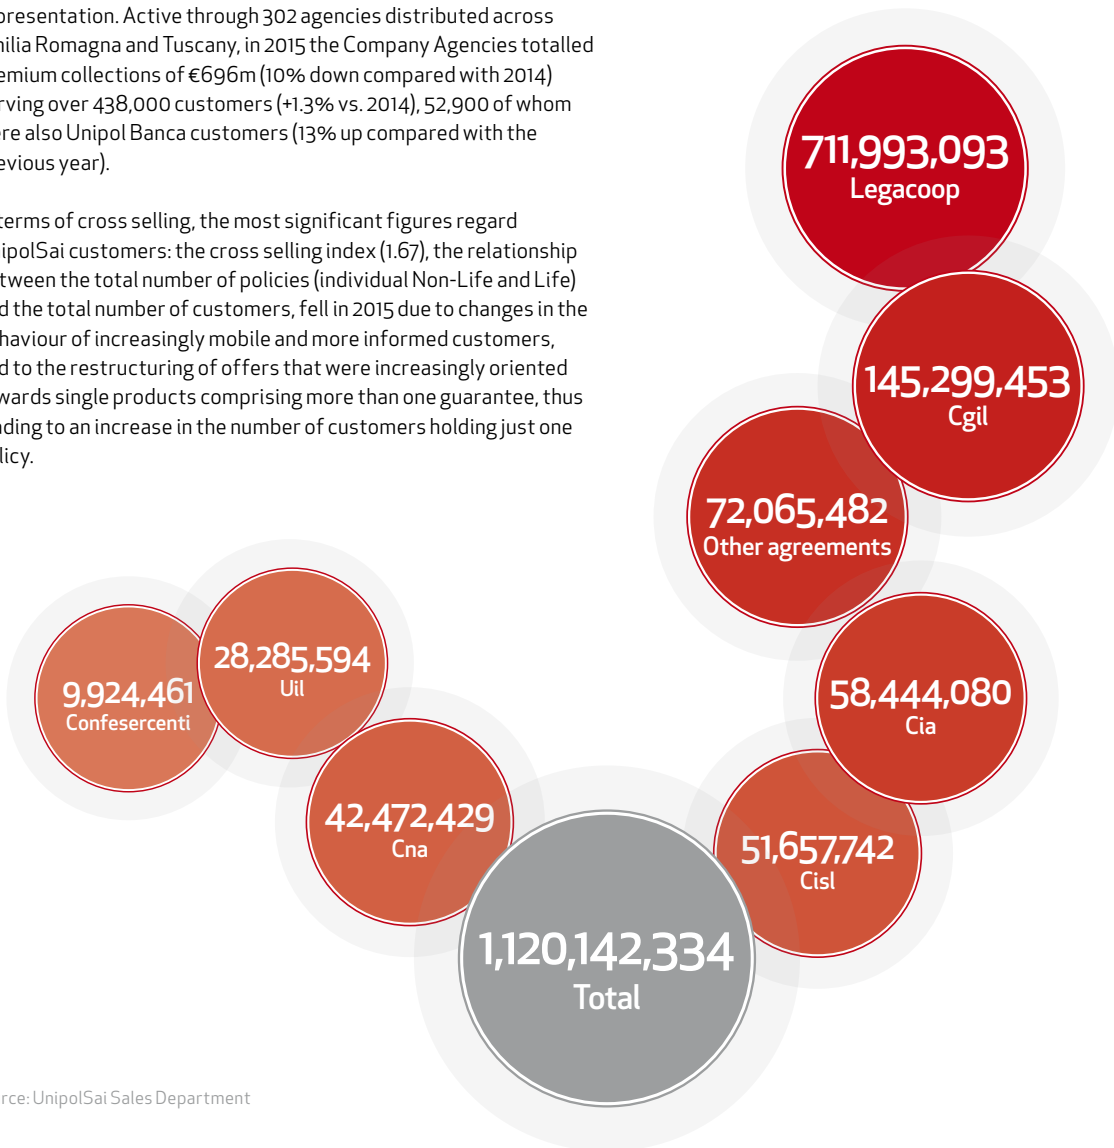 presentation. Active through 302 agencies distributed across
milia Romagna and Tuscany, in 2015 the Company Agencies totalled
emium collections of €696m (10% down compared with 2014)
rving over 438,000 customers (+1.3% vs. 2014), 52,900 of whom
ere also Unipol Banca customers (13% up compared with the
evious year).
terms of cross selling, the most significant figures regard
nipolSai customers: the cross selling index (1.67), the relationship
etween the total number of policies (individual Non-Life and Life)
d the total number of customers, fell in 2015 due to changes in the
haviour of increasingly mobile and more informed customers,
d to the restructuring of offers that were increasingly oriented
wards single products comprising more than one guarantee, thus
ading to an increase in the number of customers holding just one
licy.
711,993,093
Legacoop
145,299,453
Cgil
72,065,482
Other agreements
58,444,080
Cia
51,657,742
Cisl
1,120,142,334
Total
42,472,429
Cna
28,285,594
Uil
9,924,461
Confesercenti
rce: UnipolSai Sales Department